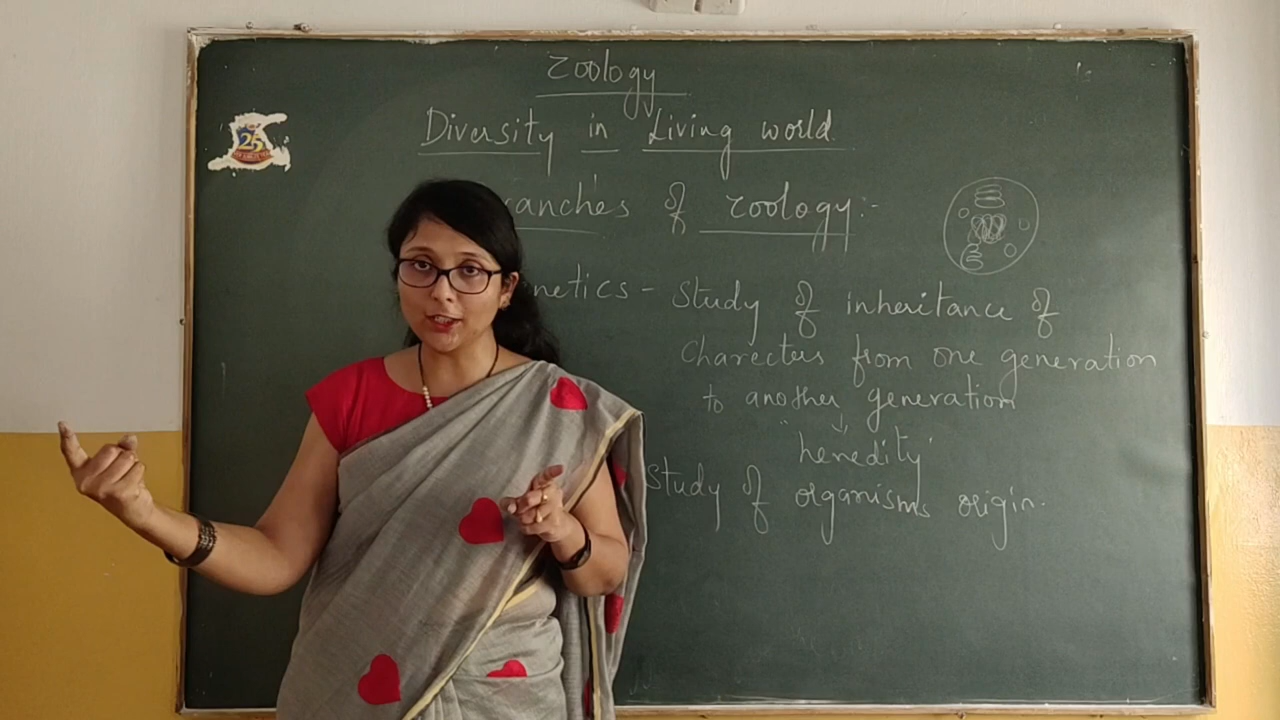 Zoology
Diversity in Living world
25
ranches of Zoology:-
netics - Study of inheritance of
Charecters from one generation
to another generation
"heredity"
Study of organisms origin.